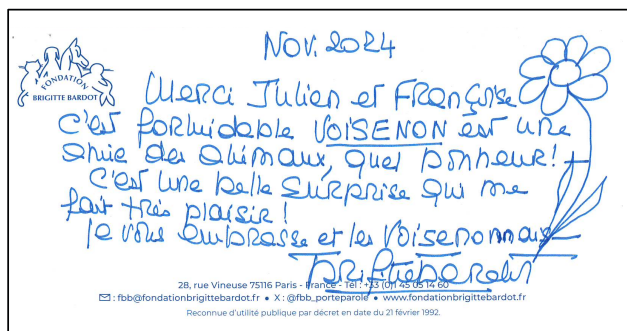 Nov. 2024
FONDATION
BRIGITTE BARDOT
Merci Julien et Françoise
C'est formidable VOISENON est une
amie des animaux, quel bonheur !
C'est une belle surprise qui me
fait très plaisir !
je vous embrasse et les Voisenonnais
Brigitte Bardot
28, rue Vineuse 75116 Paris - France - Tél : +33 (0)1 45 05 14 60
✉ : fbb@fondationbrigittebardot.fr ● X : @fbb_porteparole ● www.fondationbrigittebardot.fr
Reconnue d'utilité publique par décret en date du 21 février 1992.